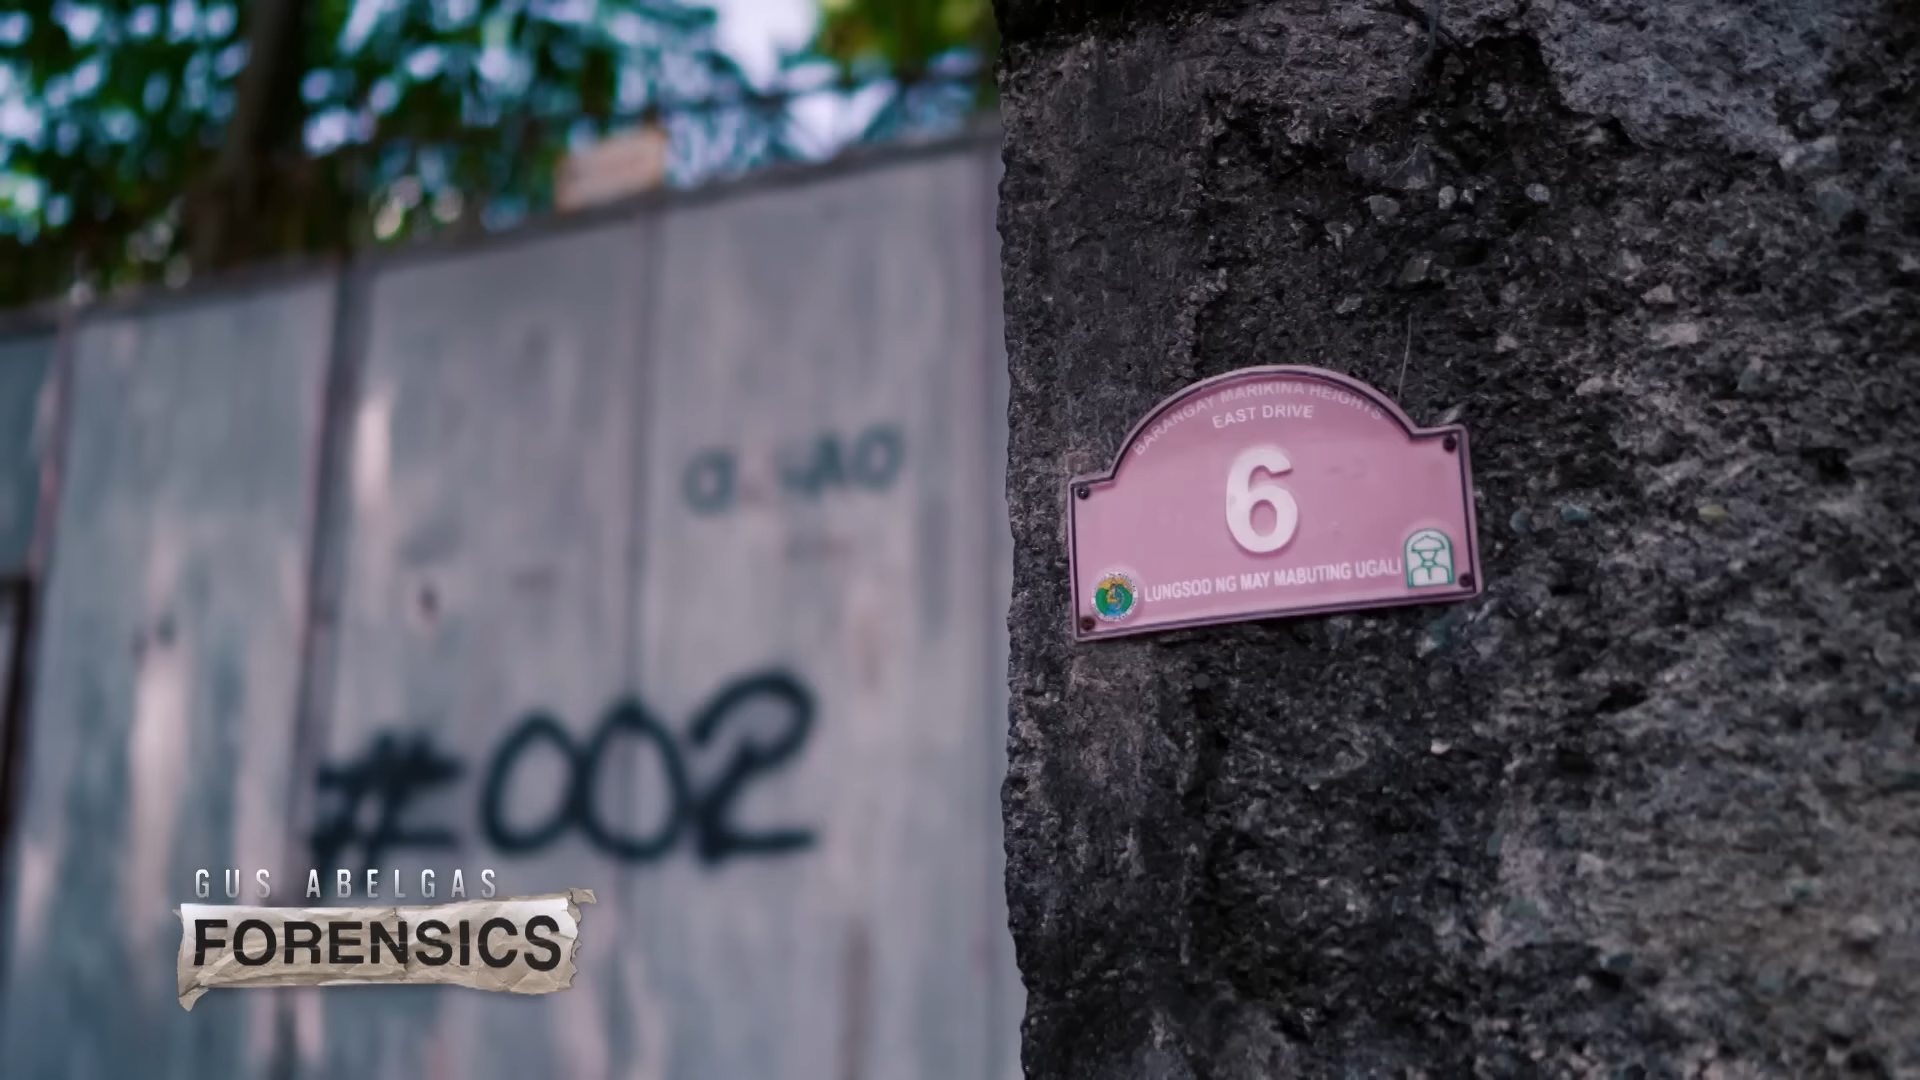 BARANGAY MARIKINA HEIGHTS
EAST DRIVE
6
LUNGSOD NG MAY MABUTING UGALI
#002
GUS ABELGAS
FORENSICS